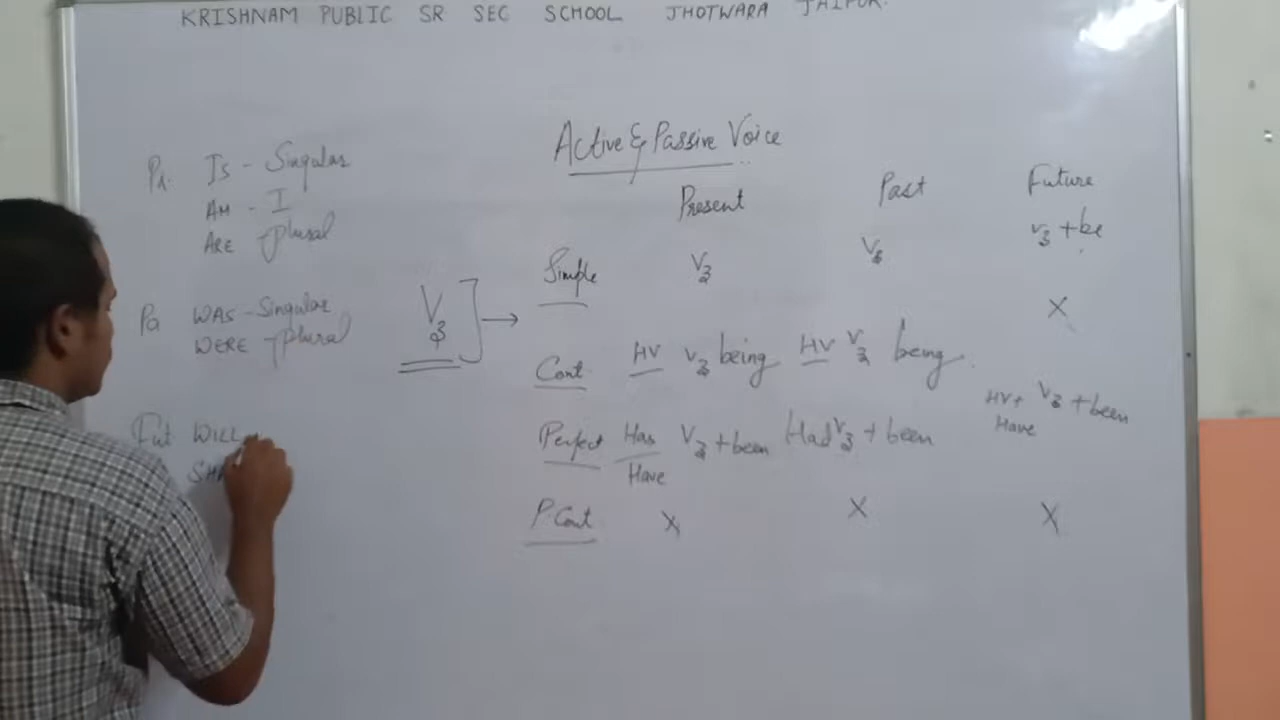 KRISHNAM PUBLIC SR SEC SCHOOL JHOTWARA JAIPUR.
Active & Passive Voice
Pr. Is - Singular
AM - I
ARE - plural
Pa WAS - Singular
WERE - plural
Fut WILL
V3 ] →
Present Past Future
Simple V3 V3 V3 + be
X
Cont HV V3 being HV V3 being
Perfect Has V3 + been Had V3 + been HV + V3 + been
Have Have
P. Cont X X X